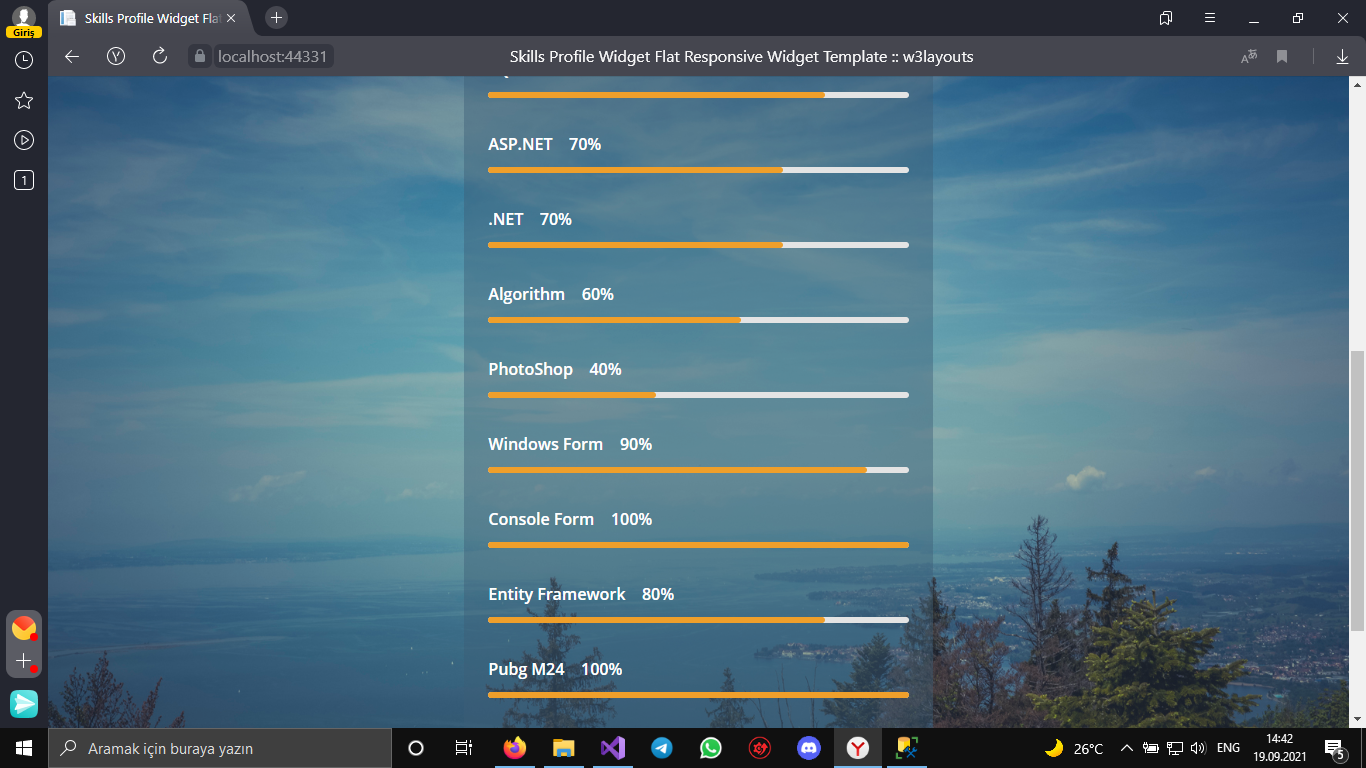 Skills Profile Widget Flat
Giriş
localhost:44331
Skills Profile Widget Flat Responsive Widget Template :: w3layouts
1
ASP.NET 70%
.NET 70%
Algorithm 60%
PhotoShop 40%
Windows Form 90%
Console Form 100%
Entity Framework 80%
Pubg M24 100%
Aramak için buraya yazın
26°C
ENG
14:42
19.09.2021
5